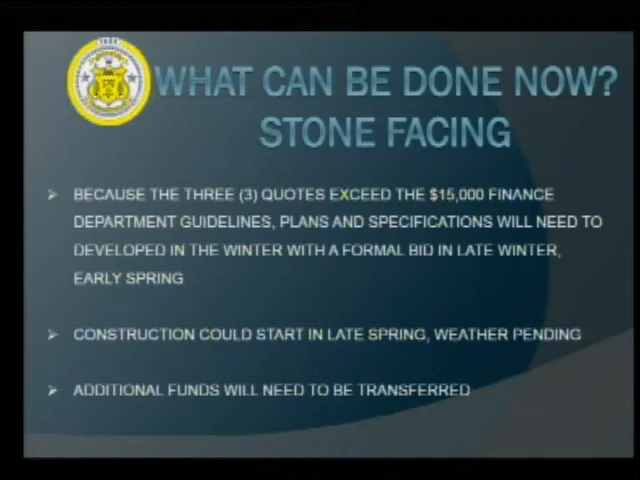 WHAT CAN BE DONE NOW?
STONE FACING
➢ BECAUSE THE THREE (3) QUOTES EXCEED THE $15,000 FINANCE
DEPARTMENT GUIDELINES, PLANS AND SPECIFICATIONS WILL NEED TO
DEVELOPED IN THE WINTER WITH A FORMAL BID IN LATE WINTER,
EARLY SPRING
➢ CONSTRUCTION COULD START IN LATE SPRING, WEATHER PENDING
➢ ADDITIONAL FUNDS WILL NEED TO BE TRANSFERRED